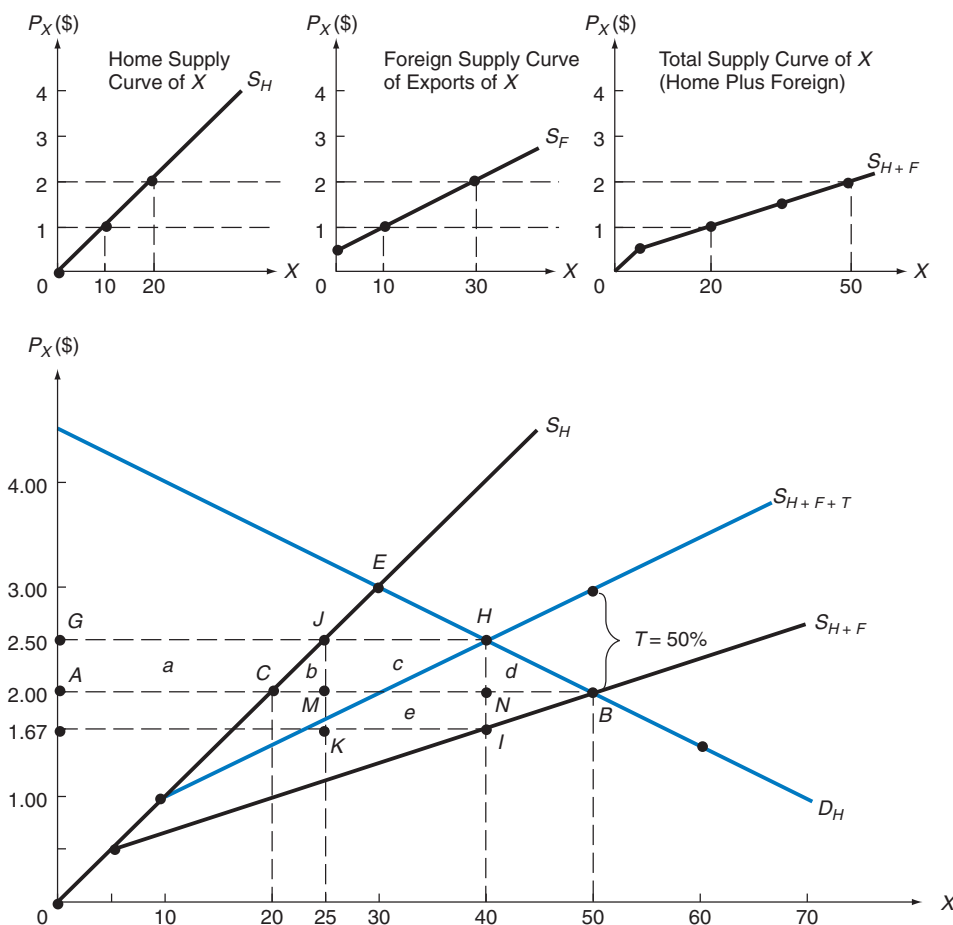 P_X($)
Home Supply
Curve of X
S_H
4
3
2
1
0
10
20
X
P_X($)
Foreign Supply Curve
of Exports of X
S_F
4
3
2
1
0
10
30
X
P_X($)
Total Supply Curve of X
(Home Plus Foreign)
S_{H+F}
4
3
2
1
0
20
50
X
P_X($)
S_H
4.00
S_{H+F+T}
E
3.00
G
J
H
2.50
T = 50%
S_{H+F}
a
C
b
c
d
A
2.00
M
N
B
e
1.67
K
I
1.00
D_H
0
10
20
25
30
40
50
60
70
X